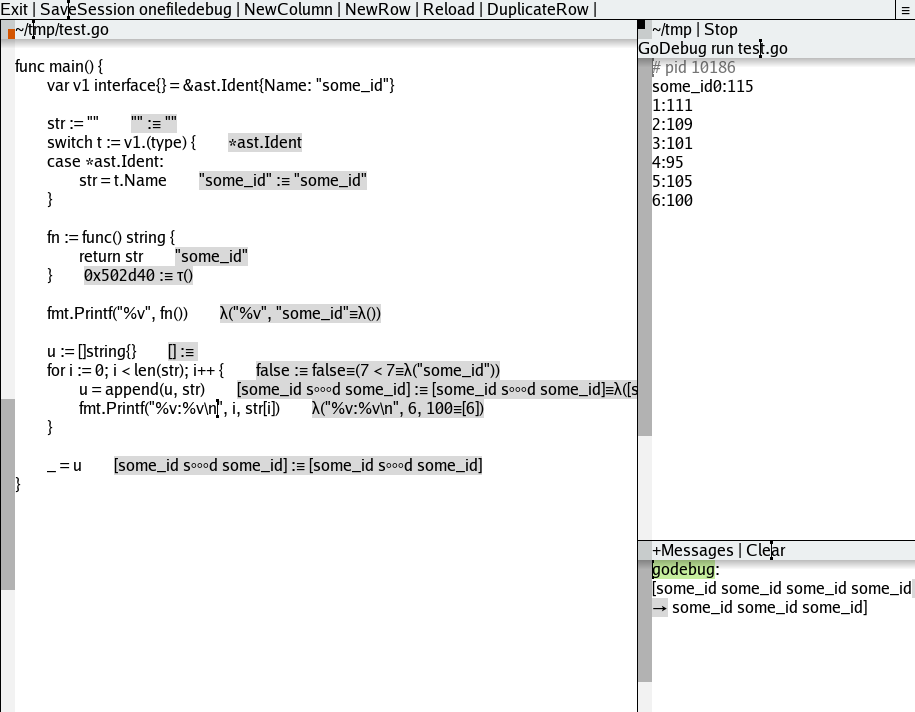 Exit | SaveSession onefiledebug | NewColumn | NewRow | Reload | DuplicateRow |
~/tmp/test.go
func main() {
var v1 interface{} = &ast.Ident{Name: "some_id"}
str := "" "" := ""
switch t := v1.(type) { *ast.Ident
case *ast.Ident:
str = t.Name "some_id" :≡ "some_id"
}
fn := func() string {
return str "some_id"
} 0x502d40 :≡ τ()
fmt.Printf("%v", fn()) λ("%v", "some_id"≡λ())
u := []string{} [] :≡
for i := 0; i < len(str); i++ { false :≡ false≡(7 < 7≡λ("some_id"))
u = append(u, str) [some_id s◦◦◦d some_id] :≡ [some_id s◦◦◦d some_id]≡λ([s
fmt.Printf("%v:%v\n", i, str[i]) λ("%v:%v\n", 6, 100≡[6])
}
_ = u [some_id s◦◦◦d some_id] :≡ [some_id s◦◦◦d some_id]
}
~/tmp | Stop
GoDebug run test.go
# pid 10186
some_id0:115
1:111
2:109
3:101
4:95
5:105
6:100
+Messages | Clear
godebug:
[some_id some_id some_id some_id
→ some_id some_id some_id]